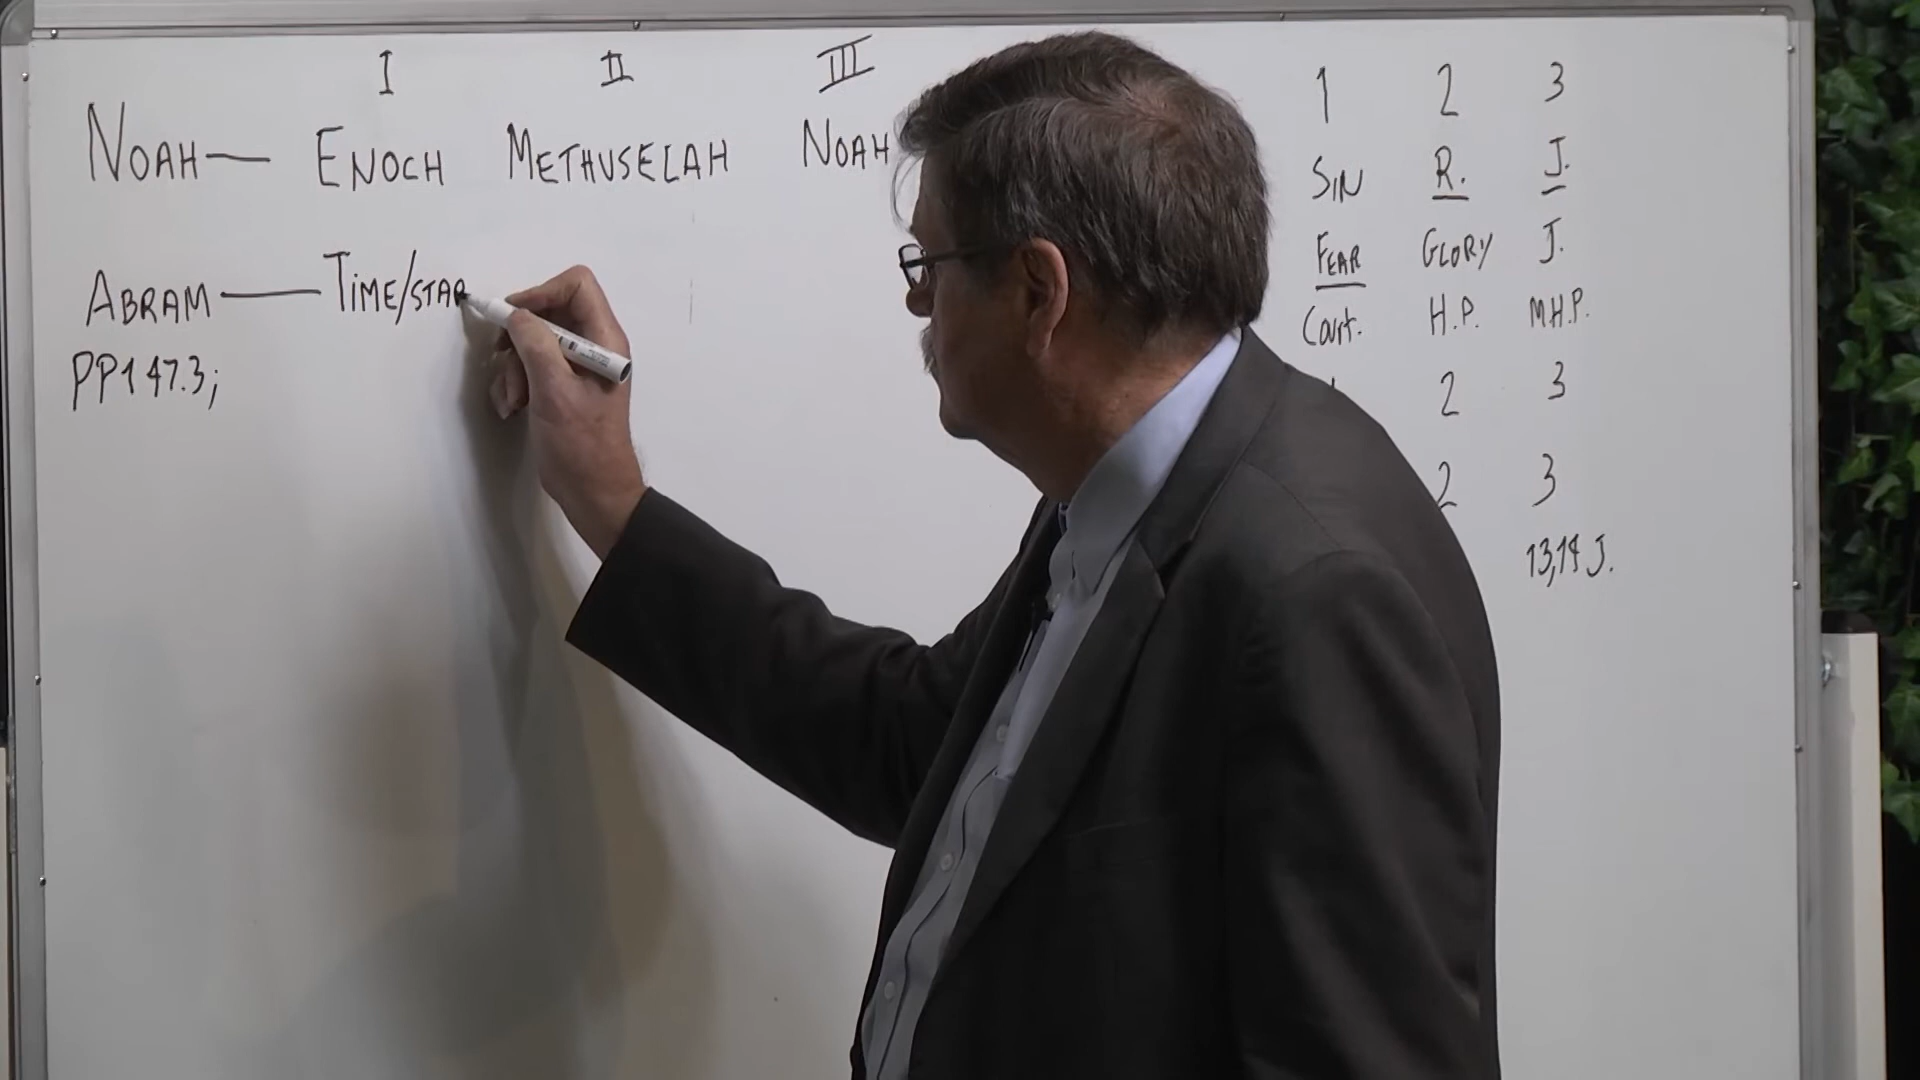 I II III
NOAH— ENOCH METHUSELAH NOAH
ABRAM — TIME/STAR
PP147.3;
1 2 3
SIN R. J.
FEAR GLORY J.
Court. H.P. M.H.P.
2 3
2 3
13,14 J.